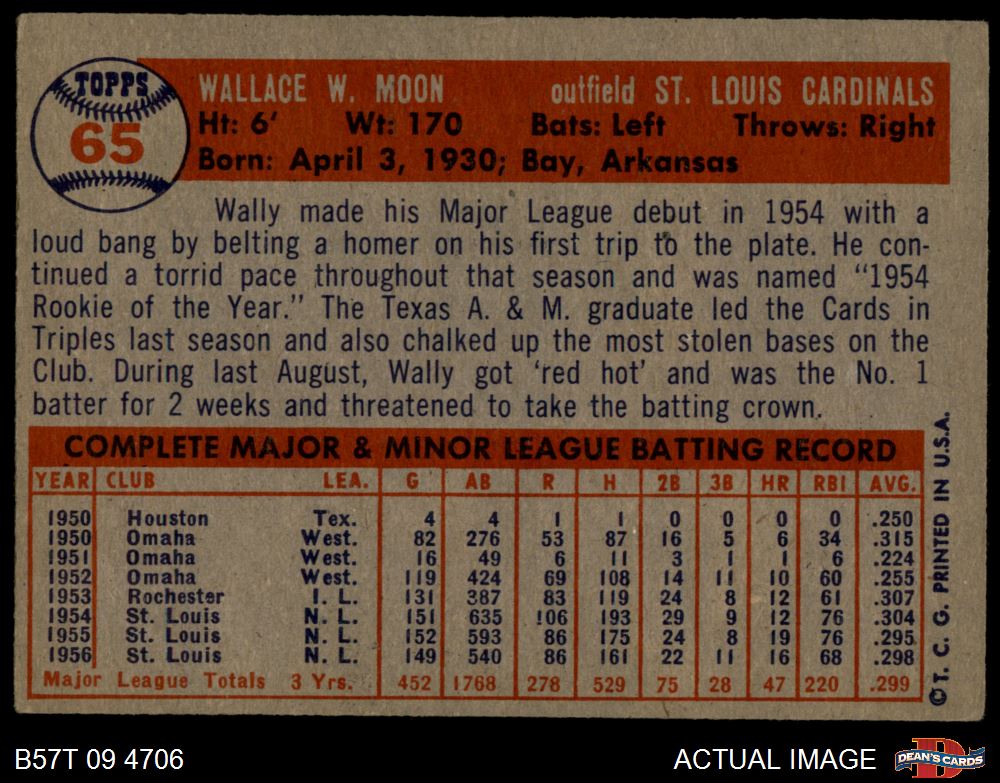 TOPPS
65
WALLACE W. MOON outfield ST. LOUIS CARDINALS
Ht: 6' Wt: 170 Bats: Left Throws: Right
Born: April 3, 1930; Bay, Arkansas
Wally made his Major League debut in 1954 with a
loud bang by belting a homer on his first trip to the plate. He con-
tinued a torrid pace throughout that season and was named "1954
Rookie of the Year." The Texas A. & M. graduate led the Cards in
Triples last season and also chalked up the most stolen bases on the
Club. During last August, Wally got 'red hot' and was the No. 1
batter for 2 weeks and threatened to take the batting crown.
COMPLETE MAJOR & MINOR LEAGUE BATTING RECORD
YEAR CLUB LEA. G AB R H 2B 3B HR RBI AVG.
1950 Houston Tex. 4 4 1 1 0 0 0 0 .250
1950 Omaha West. 82 276 53 87 16 5 6 34 .315
1951 Omaha West. 16 49 6 11 3 1 1 6 .224
1952 Omaha West. 119 424 69 108 14 11 10 60 .255
1953 Rochester I. L. 131 387 83 119 24 8 12 61 .307
1954 St. Louis N. L. 151 635 106 193 29 9 12 76 .304
1955 St. Louis N. L. 152 593 86 175 24 8 19 76 .295
1956 St. Louis N. L. 149 540 86 161 22 11 16 68 .298
Major League Totals 3 Yrs. 452 1768 278 529 75 28 47 220 .299
©T. C. G. PRINTED IN U.S.A.
B57T 09 4706 ACTUAL IMAGE
D
DEAN'S CARDS